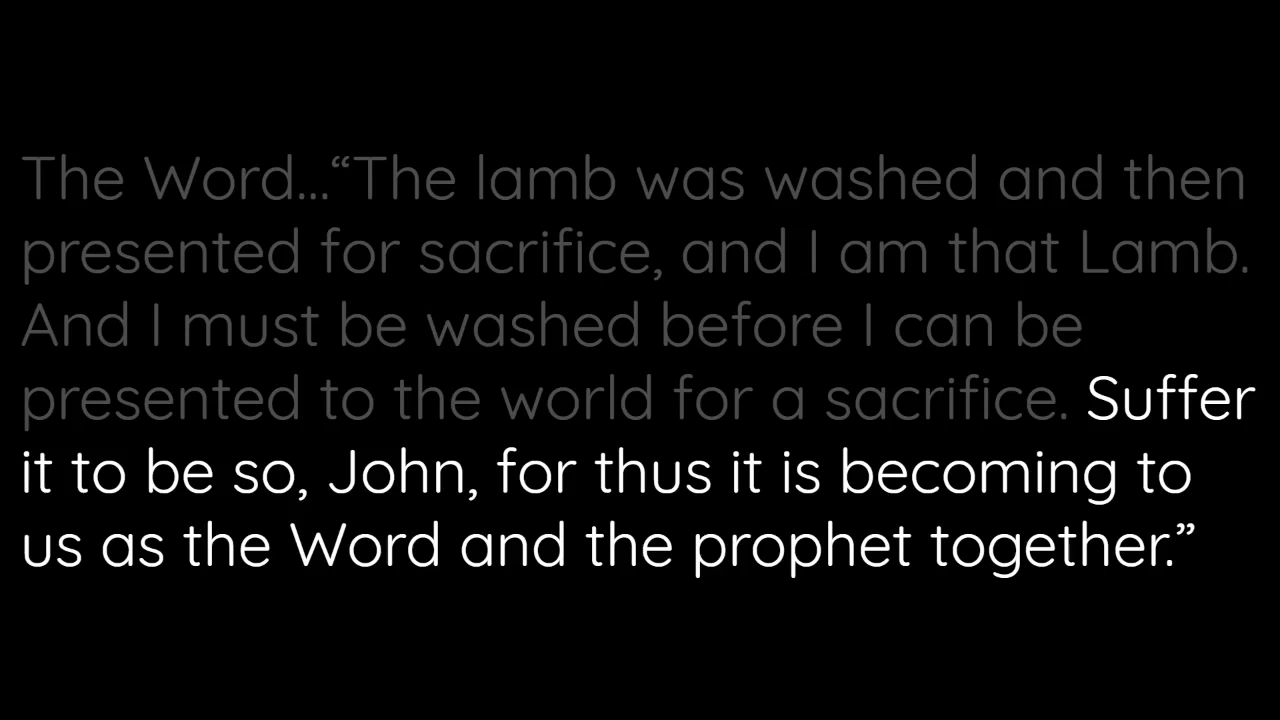 The Word...“The lamb was washed and then
presented for sacrifice, and I am that Lamb.
And I must be washed before I can be
presented to the world for a sacrifice. Suffer
it to be so, John, for thus it is becoming to
us as the Word and the prophet together.”